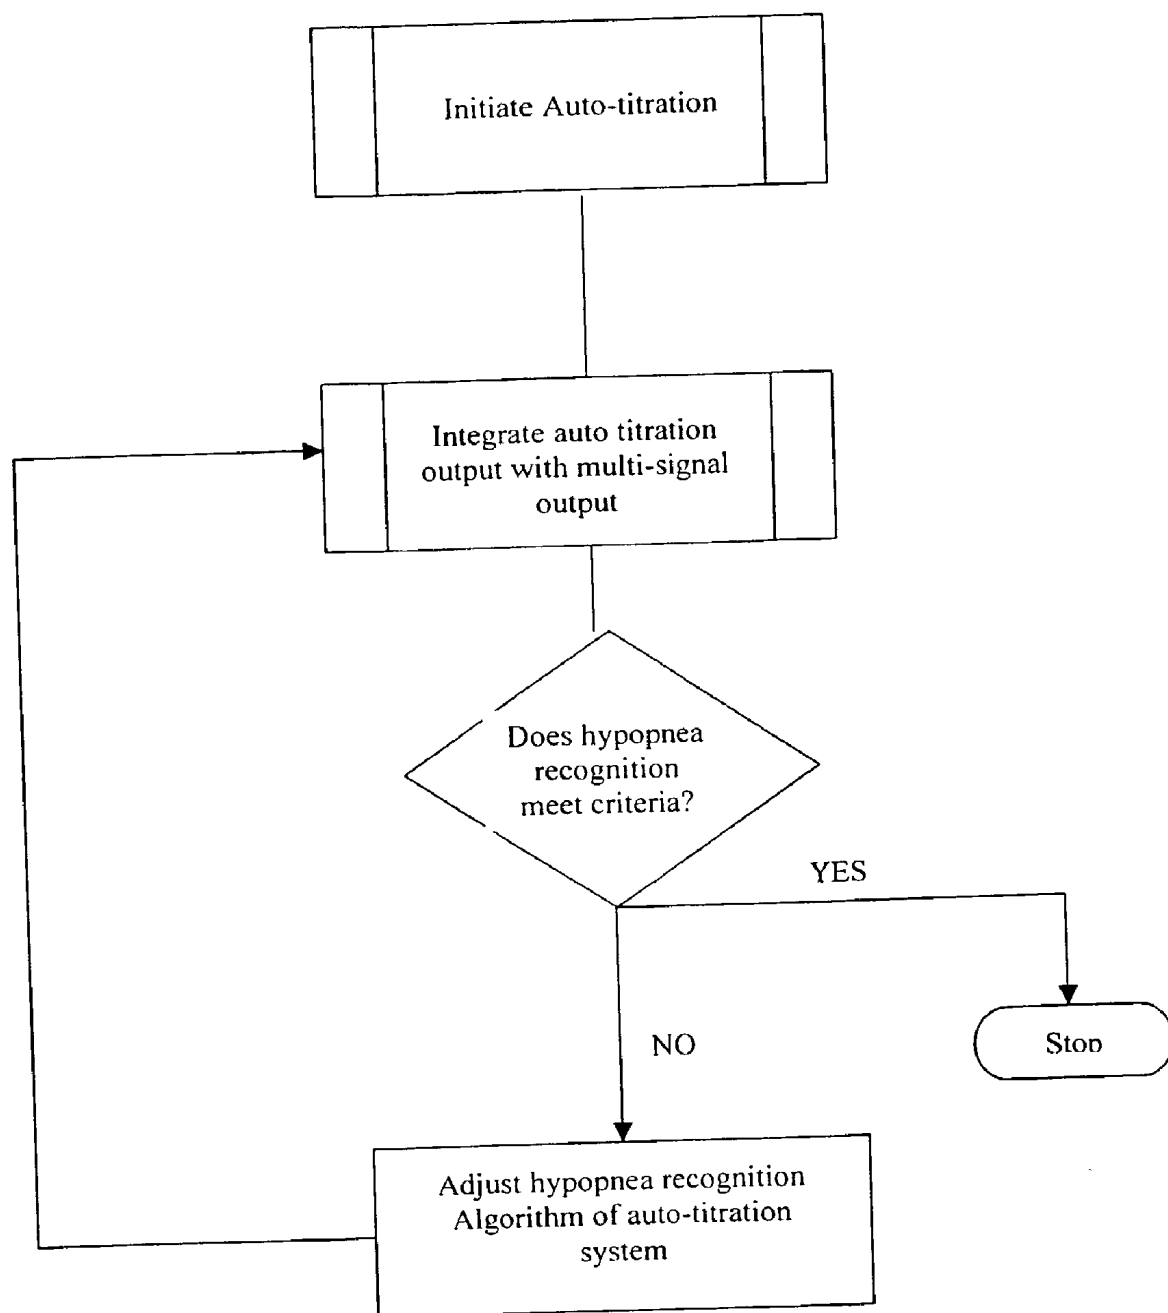 Initiate Auto-titration
Integrate auto titration
output with multi-signal
output
Does hypopnea
recognition
meet criteria?
YES
NO
Stop
Adjust hypopnea recognition
Algorithm of auto-titration
system